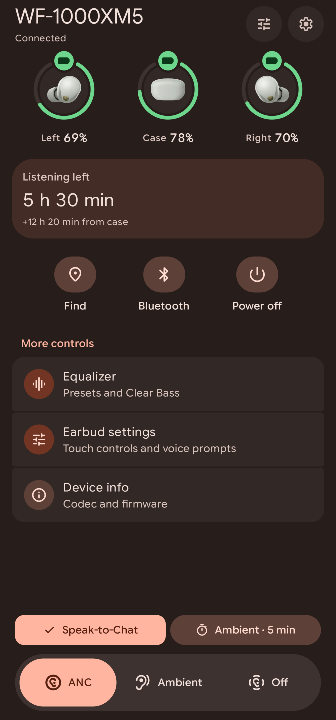 WF-1000XM5
Connected
Left 69%
Case 78%
Right 70%
Listening left
5 h 30 min
+12 h 20 min from case
Find
Bluetooth
Power off
More controls
Equalizer
Presets and Clear Bass
Earbud settings
Touch controls and voice prompts
Device info
Codec and firmware
Speak-to-Chat
Ambient · 5 min
ANC
Ambient
Off